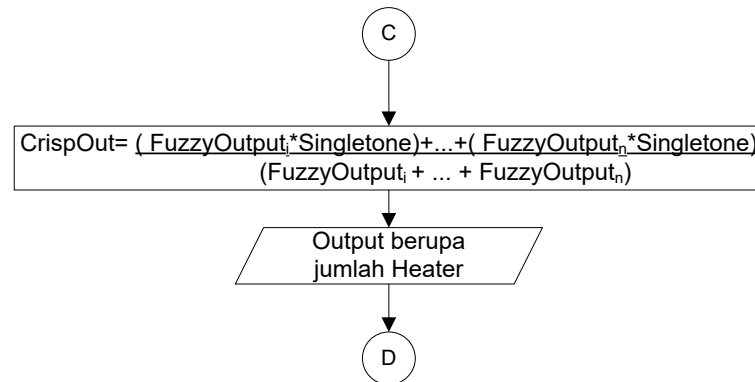 C
CrispOut= ( FuzzyOutputi*Singletone)+...+( FuzzyOutputn*Singletone)
(FuzzyOutputi + ... + FuzzyOutputn)
Output berupa
jumlah Heater
D